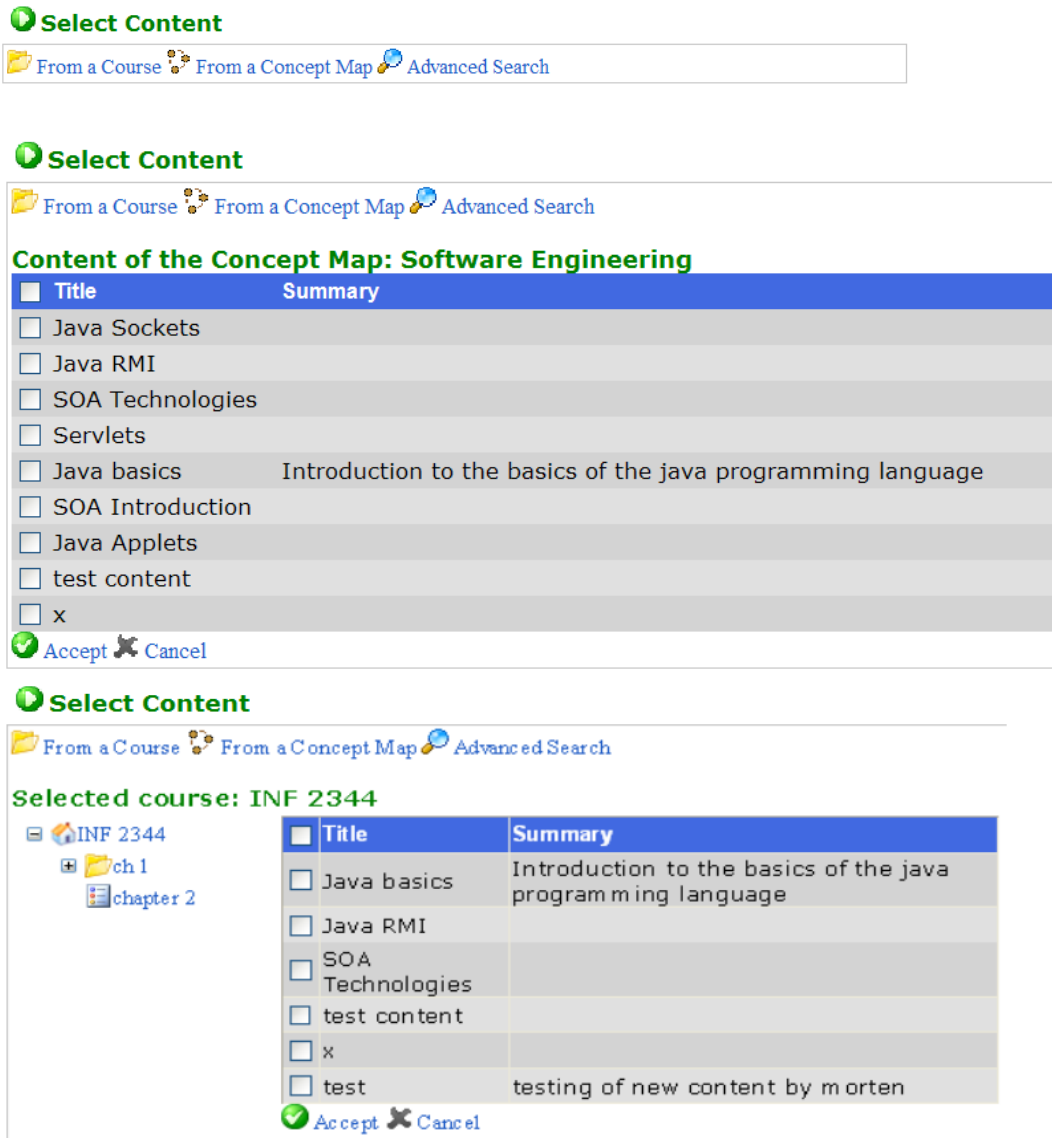 Select Content
From a Course From a Concept Map Advanced Search
Select Content
From a Course From a Concept Map Advanced Search
Content of the Concept Map: Software Engineering
Title Summary
Java Sockets
Java RMI
SOA Technologies
Servlets
Java basics Introduction to the basics of the java programming language
SOA Introduction
Java Applets
test content
x
Accept Cancel
Select Content
From a Course From a Concept Map Advanced Search
Selected course: INF 2344
INF 2344
ch 1
chapter 2
Title Summary
Java basics Introduction to the basics of the java
programming language
Java RMI
SOA
Technologies
test content
x
test testing of new content by morten
Accept Cancel